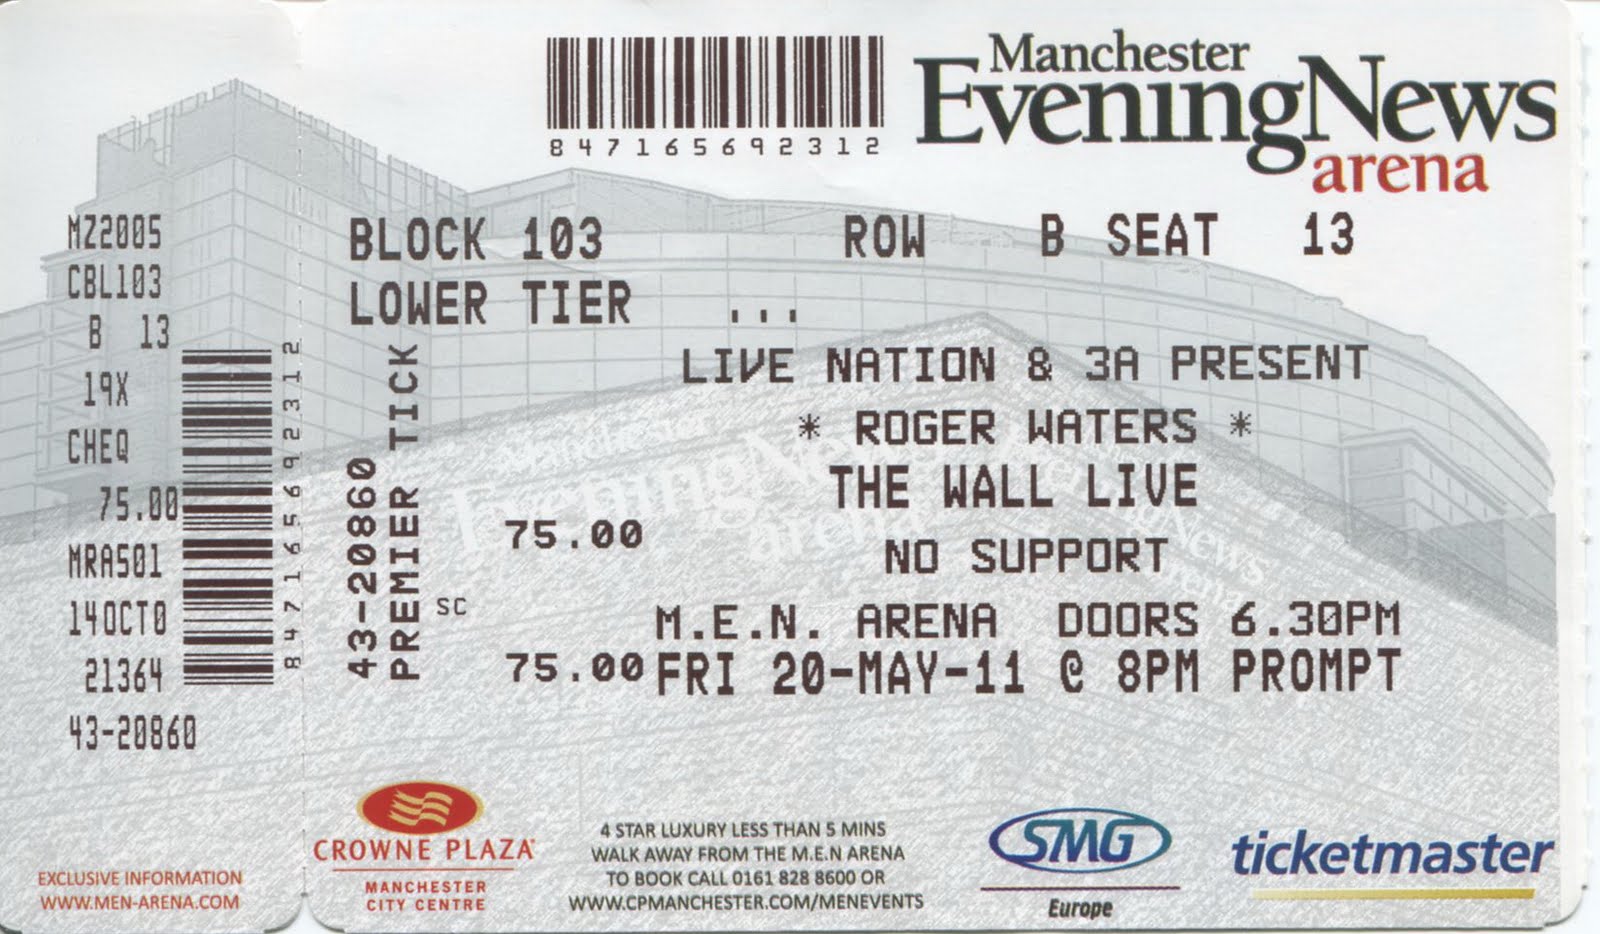 Manchester
EveningNews
arena
847165692312
MZ2005
CBL103
B 13
19X
CHEQ
75.00
MRA501
14OCT0
21364
43-20860
847165692312
43-20860
PREMIER TICK
BLOCK 103 ROW B SEAT 13
LOWER TIER ...
LIVE NATION & 3A PRESENT
* ROGER WATERS *
THE WALL LIVE
75.00
NO SUPPORT
SC
M.E.N. ARENA DOORS 6.30PM
75.00 FRI 20-MAY-11 @ 8PM PROMPT
EXCLUSIVE INFORMATION
WWW.MEN-ARENA.COM
CROWNE PLAZA
MANCHESTER
CITY CENTRE
4 STAR LUXURY LESS THAN 5 MINS
WALK AWAY FROM THE M.E.N ARENA
TO BOOK CALL 0161 828 8600 OR
WWW.CPMANCHESTER.COM/MENEVENTS
SMG
Europe
ticketmaster